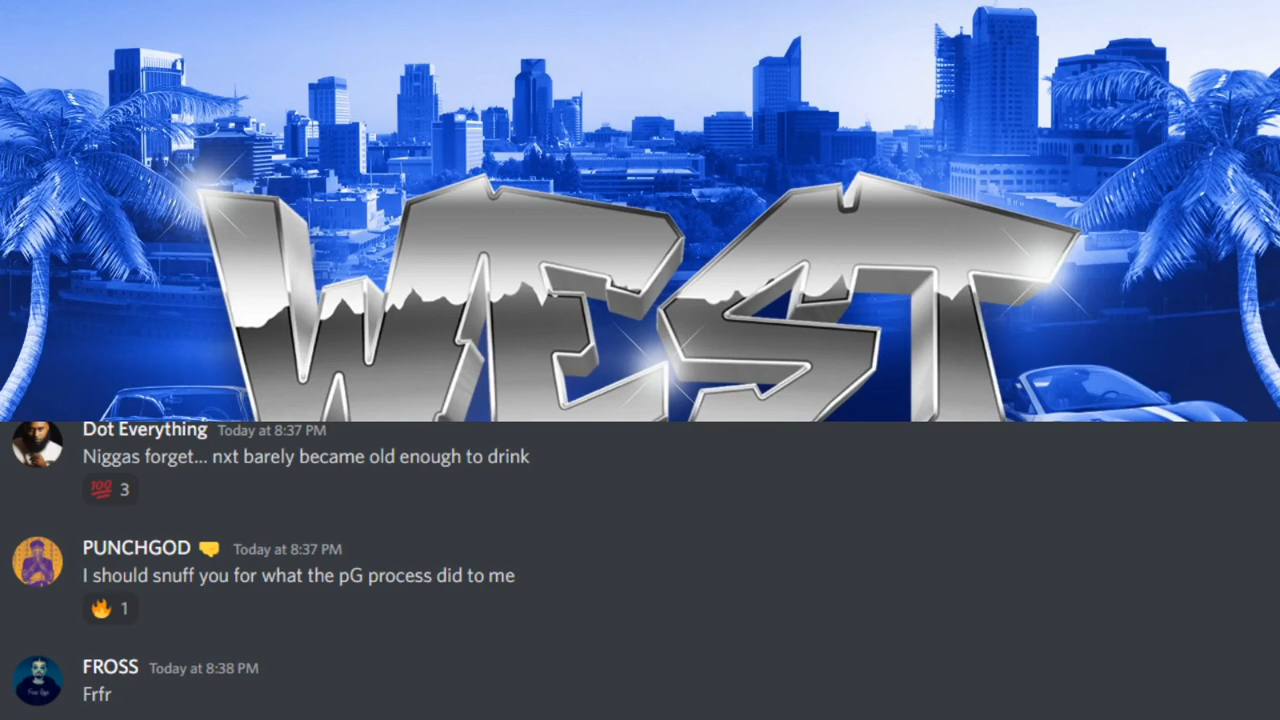 WEST
Dot Everything Today at 8:37 PM
Niggas forget... nxt barely became old enough to drink
💯 3
PUNCHGOD 🤜 Today at 8:37 PM
I should snuff you for what the pG process did to me
🔥 1
FROSS Today at 8:38 PM
Frfr